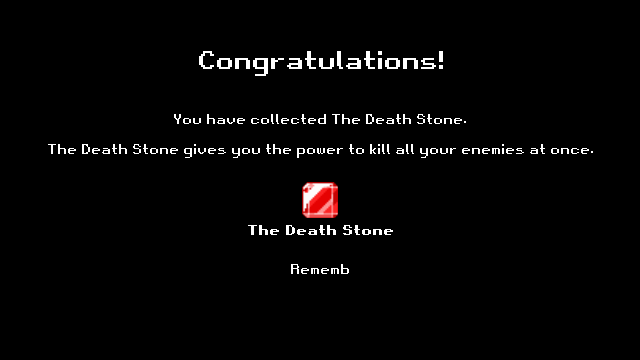 Congratulations!
You have collected The Death Stone.
The Death Stone gives you the power to kill all your enemies at once.
The Death Stone
Rememb